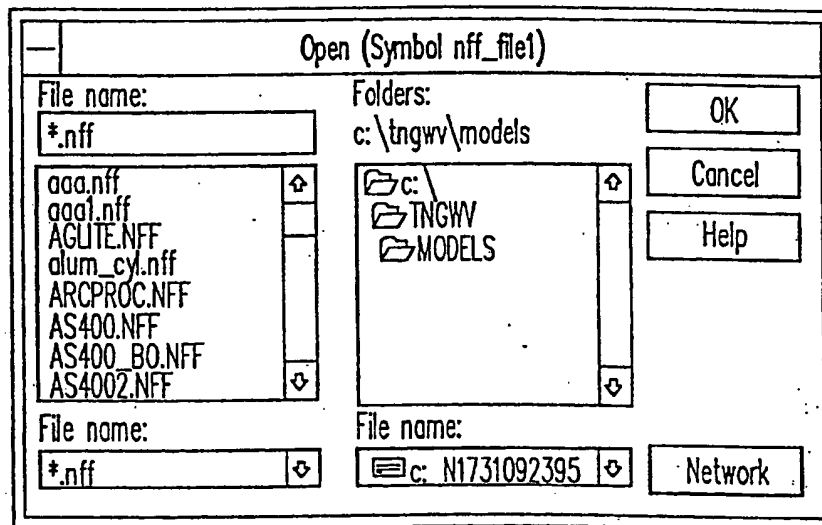 Open (Symbol nff_file1)
File name:
*.nff
aaa.nff
aaa1.nff
AGLITE.NFF
alum_cyl.nff
ARCPROC.NFF
AS400.NFF
AS400_BO.NFF
AS4002.NFF
File name:
*.nff
Folders:
c:\tngwv\models
c:\
TNGWV
MODELS
File name:
c: N1731092395
OK
Cancel
Help
Network